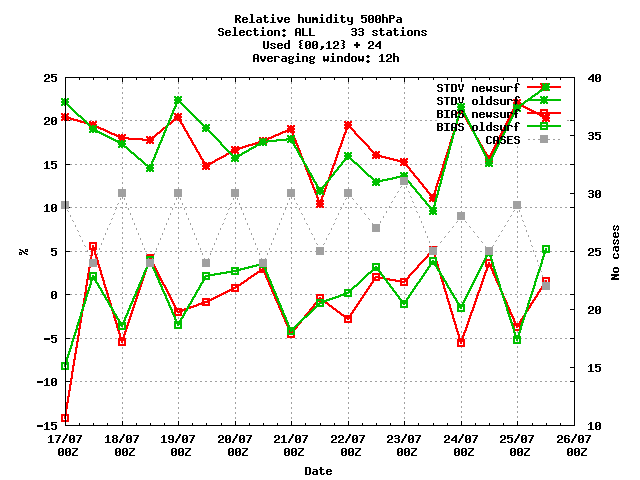 Relative humidity 500hPa
Selection: ALL     33 stations
Used {00,12} + 24
Averaging window: 12h
STDV newsurf
STDV oldsurf
BIAS newsurf
BIAS oldsurf
CASES
25
20
15
10
5
0
-5
-10
-15
%
40
35
30
25
20
15
10
No cases
17/07 18/07 19/07 20/07 21/07 22/07 23/07 24/07 25/07 26/07
00Z 00Z 00Z 00Z 00Z 00Z 00Z 00Z 00Z 00Z
Date